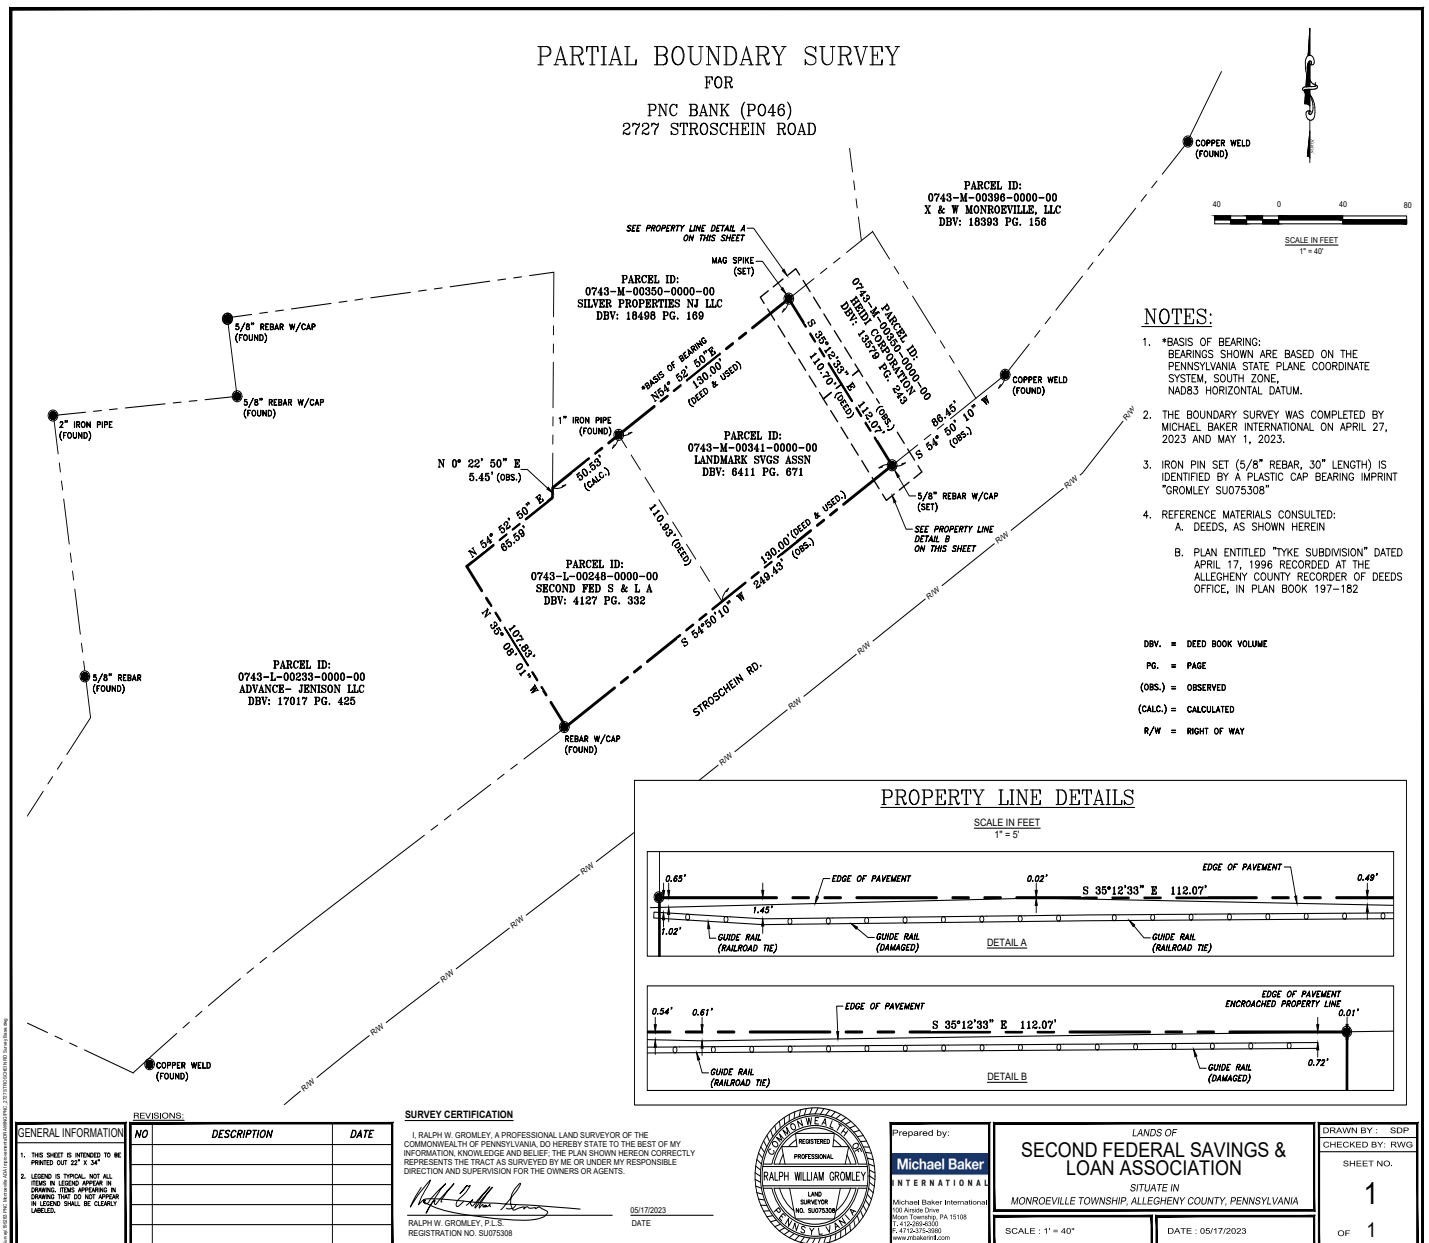 PARTIAL BOUNDARY SURVEY
FOR
PNC BANK (P046)
2727 STROSCHEIN ROAD
COPPER WELD
(FOUND)
PARCEL ID:
0743-M-00396-0000-00
X & W MONROEVILLE, LLC
DBV: 18393 PG. 156
40 0 40 80
SCALE IN FEET
1" = 40'
SEE PROPERTY LINE DETAIL A
ON THIS SHEET
MAG SPIKE
(SET)
PARCEL ID:
0743-M-00350-0000-00
SILVER PROPERTIES NJ LLC
DBV: 18498 PG. 169
PARCEL ID:
0743-M-00350-0000-00
HEIDI CORPORATION
DBV: 13579 PG. 243
5/8" REBAR W/CAP
(FOUND)
5/8" REBAR W/CAP
(FOUND)
2" IRON PIPE
(FOUND)
*BASIS OF BEARING
N54° 52' 50"E
130.00'
(DEED & USED)
S 35°12'33" E 112.07'
(OBS.)
110.70'
(DEED)
COPPER WELD
(FOUND)
86.45'
S 54° 50' 10" W
(OBS.)
1" IRON PIPE
(FOUND)
PARCEL ID:
0743-M-00341-0000-00
LANDMARK SVGS ASSN
DBV: 6411 PG. 671
N 0° 22' 50" E
5.45' (OBS.)
50.53'
(CALC.)
5/8" REBAR W/CAP
(SET)
SEE PROPERTY LINE
DETAIL B
ON THIS SHEET
N 54° 52' 50" E
65.59'
110.93' (DEED)
130.00' (DEED & USED.)
S 54°50'10" W 249.43' (OBS.)
PARCEL ID:
0743-L-00248-0000-00
SECOND FED S & L A
DBV: 4127 PG. 332
107.83'
N 35° 08' 01" W
PARCEL ID:
0743-L-00233-0000-00
ADVANCE- JENISON LLC
DBV: 17017 PG. 425
5/8" REBAR
(FOUND)
REBAR W/CAP
(FOUND)
STROSCHEIN RD.
R/W
R/W
R/W
R/W
R/W
R/W
R/W
R/W
R/W
R/W
R/W
COPPER WELD
(FOUND)
NOTES:
1. *BASIS OF BEARING:
BEARINGS SHOWN ARE BASED ON THE
PENNSYLVANIA STATE PLANE COORDINATE
SYSTEM, SOUTH ZONE,
NAD83 HORIZONTAL DATUM.
2. THE BOUNDARY SURVEY WAS COMPLETED BY
MICHAEL BAKER INTERNATIONAL ON APRIL 27,
2023 AND MAY 1, 2023.
3. IRON PIN SET (5/8" REBAR, 30" LENGTH) IS
IDENTIFIED BY A PLASTIC CAP BEARING IMPRINT
"GROMLEY SU075308"
4. REFERENCE MATERIALS CONSULTED:
A. DEEDS, AS SHOWN HEREIN
B. PLAN ENTITLED "TYKE SUBDIVISION" DATED
APRIL 17, 1996 RECORDED AT THE
ALLEGHENY COUNTY RECORDER OF DEEDS
OFFICE, IN PLAN BOOK 197-182
DBV. = DEED BOOK VOLUME
PG. = PAGE
(OBS.) = OBSERVED
(CALC.) = CALCULATED
R/W = RIGHT OF WAY
PROPERTY LINE DETAILS
SCALE IN FEET
1" = 5'
0.65'
EDGE OF PAVEMENT
0.02'
EDGE OF PAVEMENT
0.49'
S 35°12'33" E 112.07'
1.45'
1.02'
GUIDE RAIL
(RAILROAD TIE)
GUIDE RAIL
(DAMAGED)
DETAIL A
GUIDE RAIL
(RAILROAD TIE)
0.54'
0.61'
EDGE OF PAVEMENT
EDGE OF PAVEMENT
ENCROACHED PROPERTY LINE
0.01'
S 35°12'33" E 112.07'
0.72'
GUIDE RAIL
(RAILROAD TIE)
DETAIL B
GUIDE RAIL
(DAMAGED)
GENERAL INFORMATION
1. THIS SHEET IS INTENDED TO BE
PRINTED OUT 22" X 34"
2. LEGEND IS TYPICAL. NOT ALL
ITEMS IN LEGEND APPEAR IN
DRAWING. ITEMS APPEARING IN
DRAWING THAT DO NOT APPEAR
IN LEGEND SHALL BE CLEARLY
LABELED.
REVISIONS:
NO DESCRIPTION DATE
SURVEY CERTIFICATION
I, RALPH W. GROMLEY, A PROFESSIONAL LAND SURVEYOR OF THE
COMMONWEALTH OF PENNSYLVANIA, DO HEREBY STATE TO THE BEST OF MY
INFORMATION, KNOWLEDGE AND BELIEF; THE PLAN SHOWN HEREON CORRECTLY
REPRESENTS THE TRACT AS SURVEYED BY ME OR UNDER MY RESPONSIBLE
DIRECTION AND SUPERVISION FOR THE OWNERS OR AGENTS.
05/17/2023
RALPH W. GROMLEY, P.L.S.
DATE
REGISTRATION NO. SU075308
COMMONWEALTH OF
REGISTERED
PROFESSIONAL
RALPH WILLIAM GROMLEY
LAND
SURVEYOR
NO. SU075308
PENNSYLVANIA
Prepared by:
Michael Baker
INTERNATIONAL
Michael Baker International
100 Airside Drive
Moon Township, PA 15108
T. 412-269-6300
F. 4712-375-3980
www.mbakerintl.com
LANDS OF
SECOND FEDERAL SAVINGS &
LOAN ASSOCIATION
SITUATE IN
MONROEVILLE TOWNSHIP, ALLEGHENY COUNTY, PENNSYLVANIA
SCALE : 1' = 40"
DATE : 05/17/2023
DRAWN BY : SDP
CHECKED BY: RWG
SHEET NO.
1
OF 1